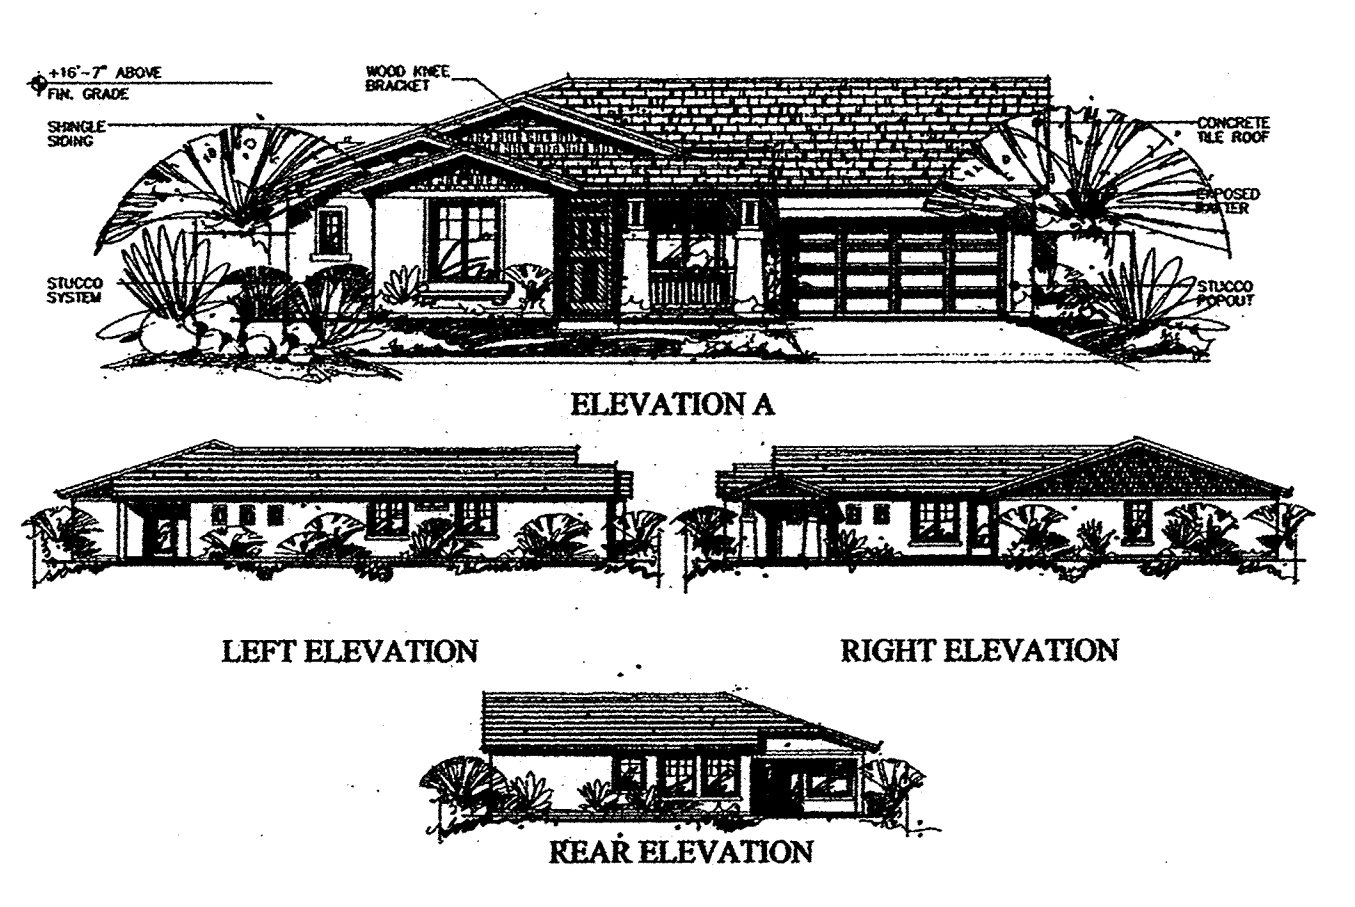 +16'-7" ABOVE
FIN. GRADE
WOOD KNEE
BRACKET
SHINGLE
SIDING
CONCRETE
TILE ROOF
EXPOSED
RAFTER
STUCCO
SYSTEM
STUCCO
POPOUT
ELEVATION A
LEFT ELEVATION
RIGHT ELEVATION
REAR ELEVATION